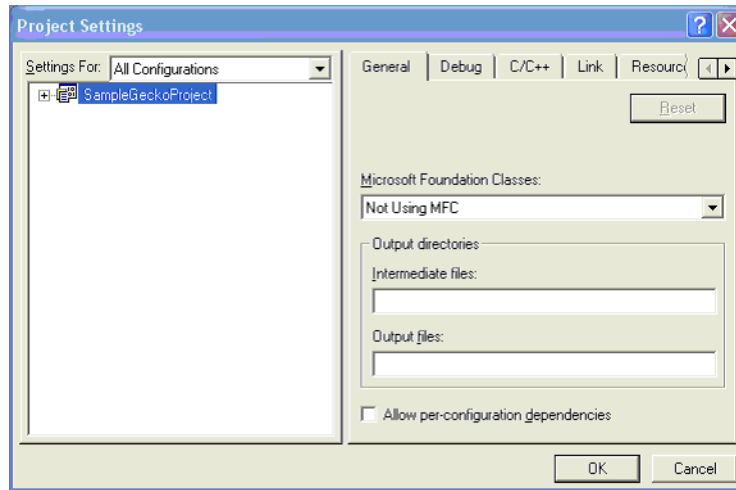 Project Settings
Settings For: All Configurations
SampleGeckoProject
General Debug C/C++ Link Resourc
Reset
Microsoft Foundation Classes:
Not Using MFC
Output directories
Intermediate files:
Output files:
Allow per-configuration dependencies
OK Cancel